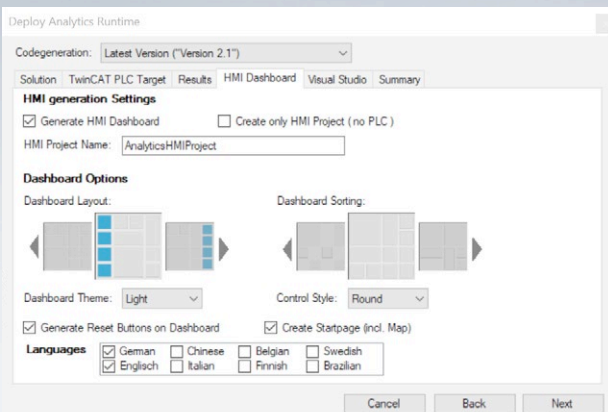 Deploy Analytics Runtime
Codegeneration: Latest Version ("Version 2.1")
Solution TwinCAT PLC Target Results HMI Dashboard Visual Studio Summary
HMI generation Settings
Generate HMI Dashboard Create only HMI Project ( no PLC )
HMI Project Name: AnalyticsHMIProject
Dashboard Options
Dashboard Layout: Dashboard Sorting:
Dashboard Theme: Light Control Style: Round
Generate Reset Buttons on Dashboard Create Startpage (incl. Map)
Languages German Chinese Belgian Swedish
Englisch Italian Finnish Brazilian
Cancel Back Next